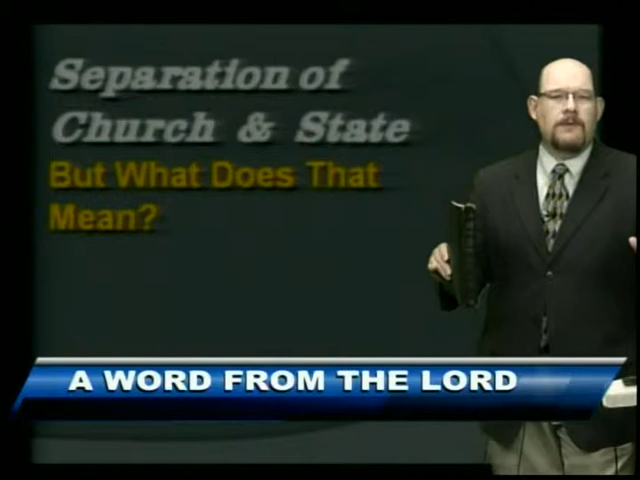 Separation of
Church & State
But What Does That
Mean?
A WORD FROM THE LORD